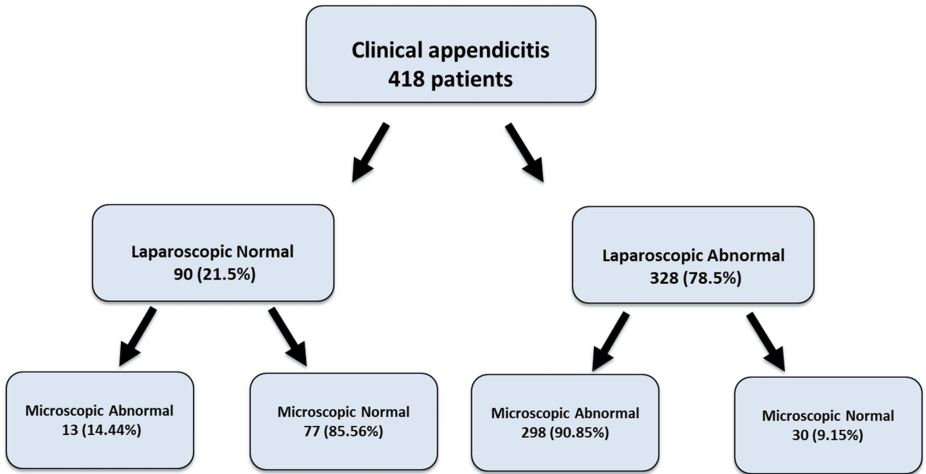 Clinical appendicitis
418 patients
Laparoscopic Normal
90 (21.5%)
Laparoscopic Abnormal
328 (78.5%)
Microscopic Abnormal
13 (14.44%)
Microscopic Normal
77 (85.56%)
Microscopic Abnormal
298 (90.85%)
Microscopic Normal
30 (9.15%)